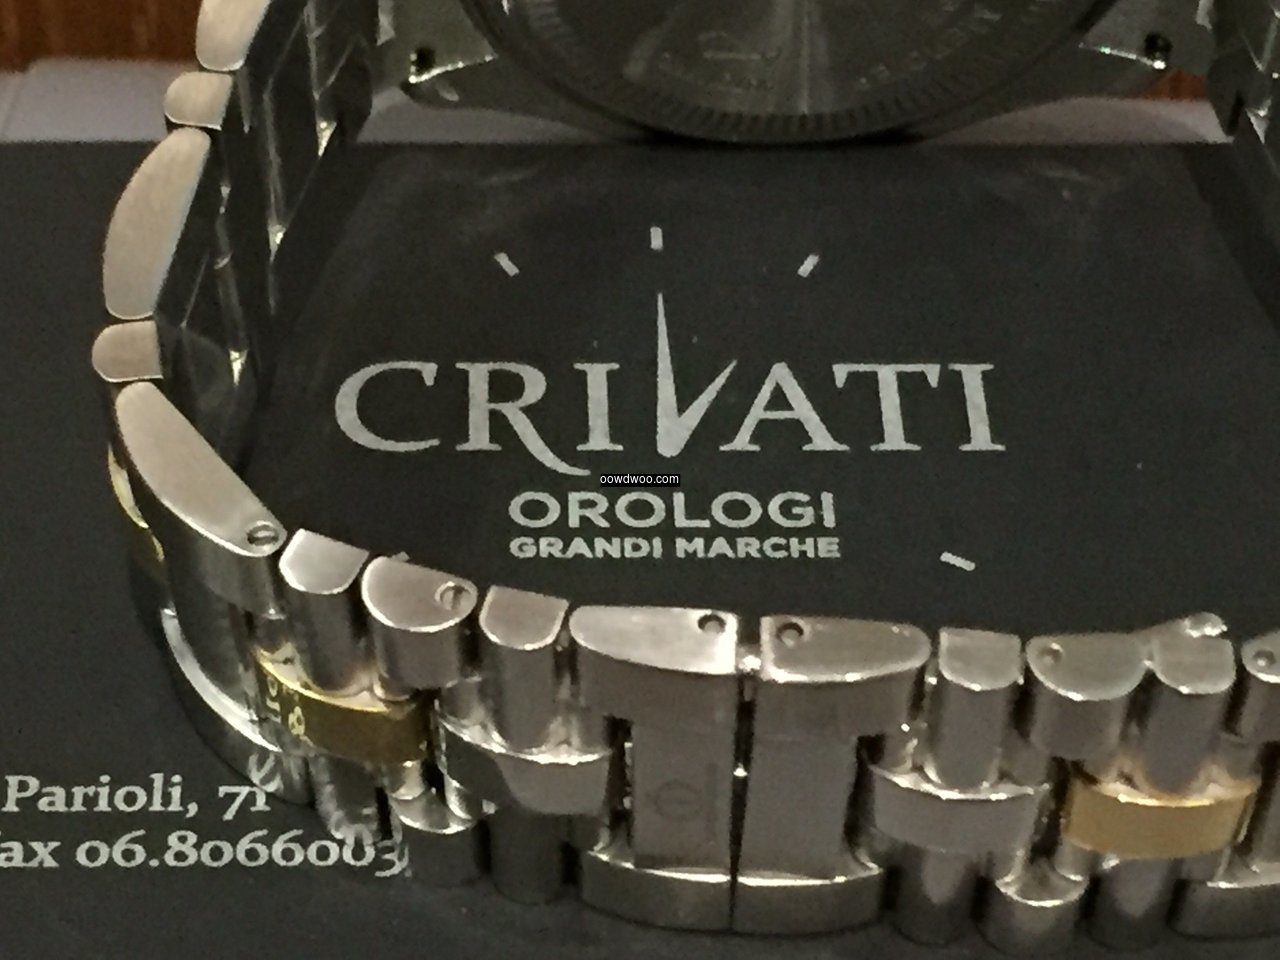 CRIVATI
oowdwoo.com
OROLOGI
GRANDI MARCHE
Parioli, 71
ax 06.8066003